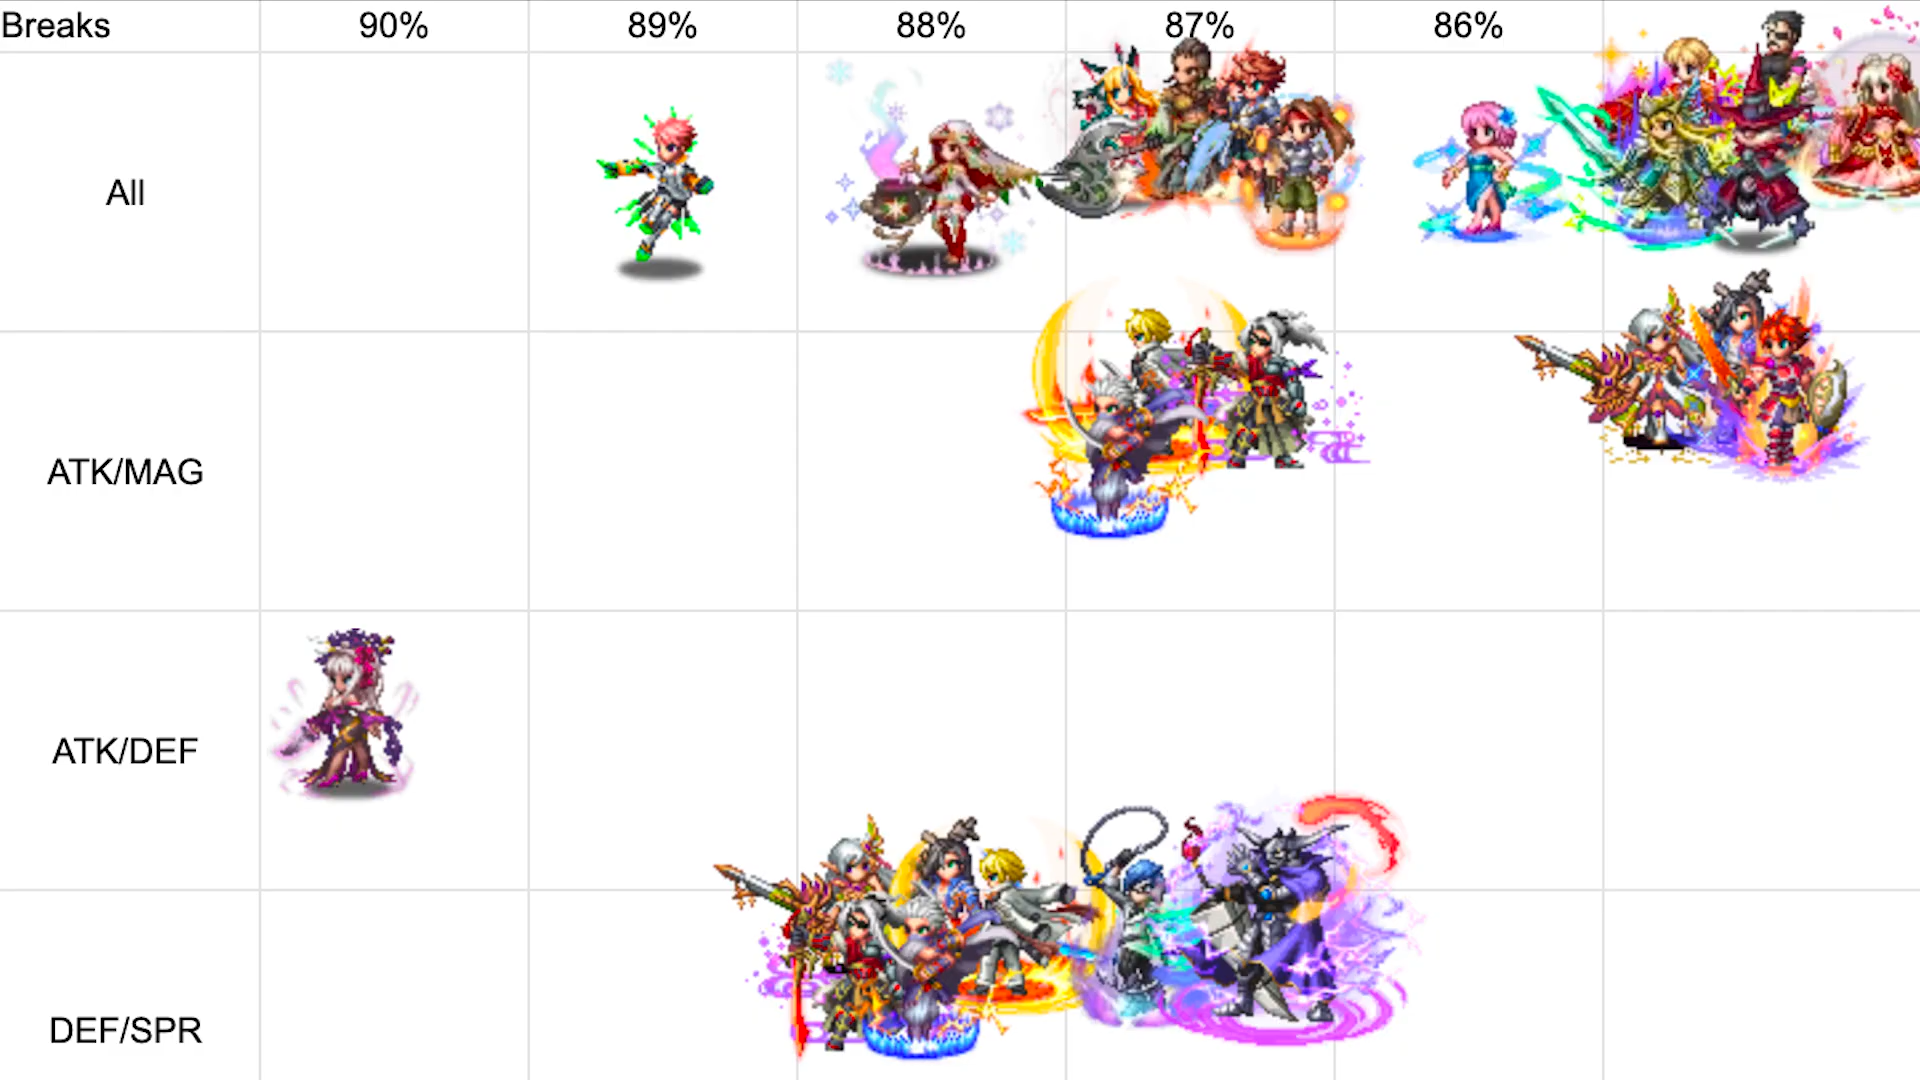 Breaks 90% 89% 88% 87% 86%
All
ATK/MAG
ATK/DEF
DEF/SPR